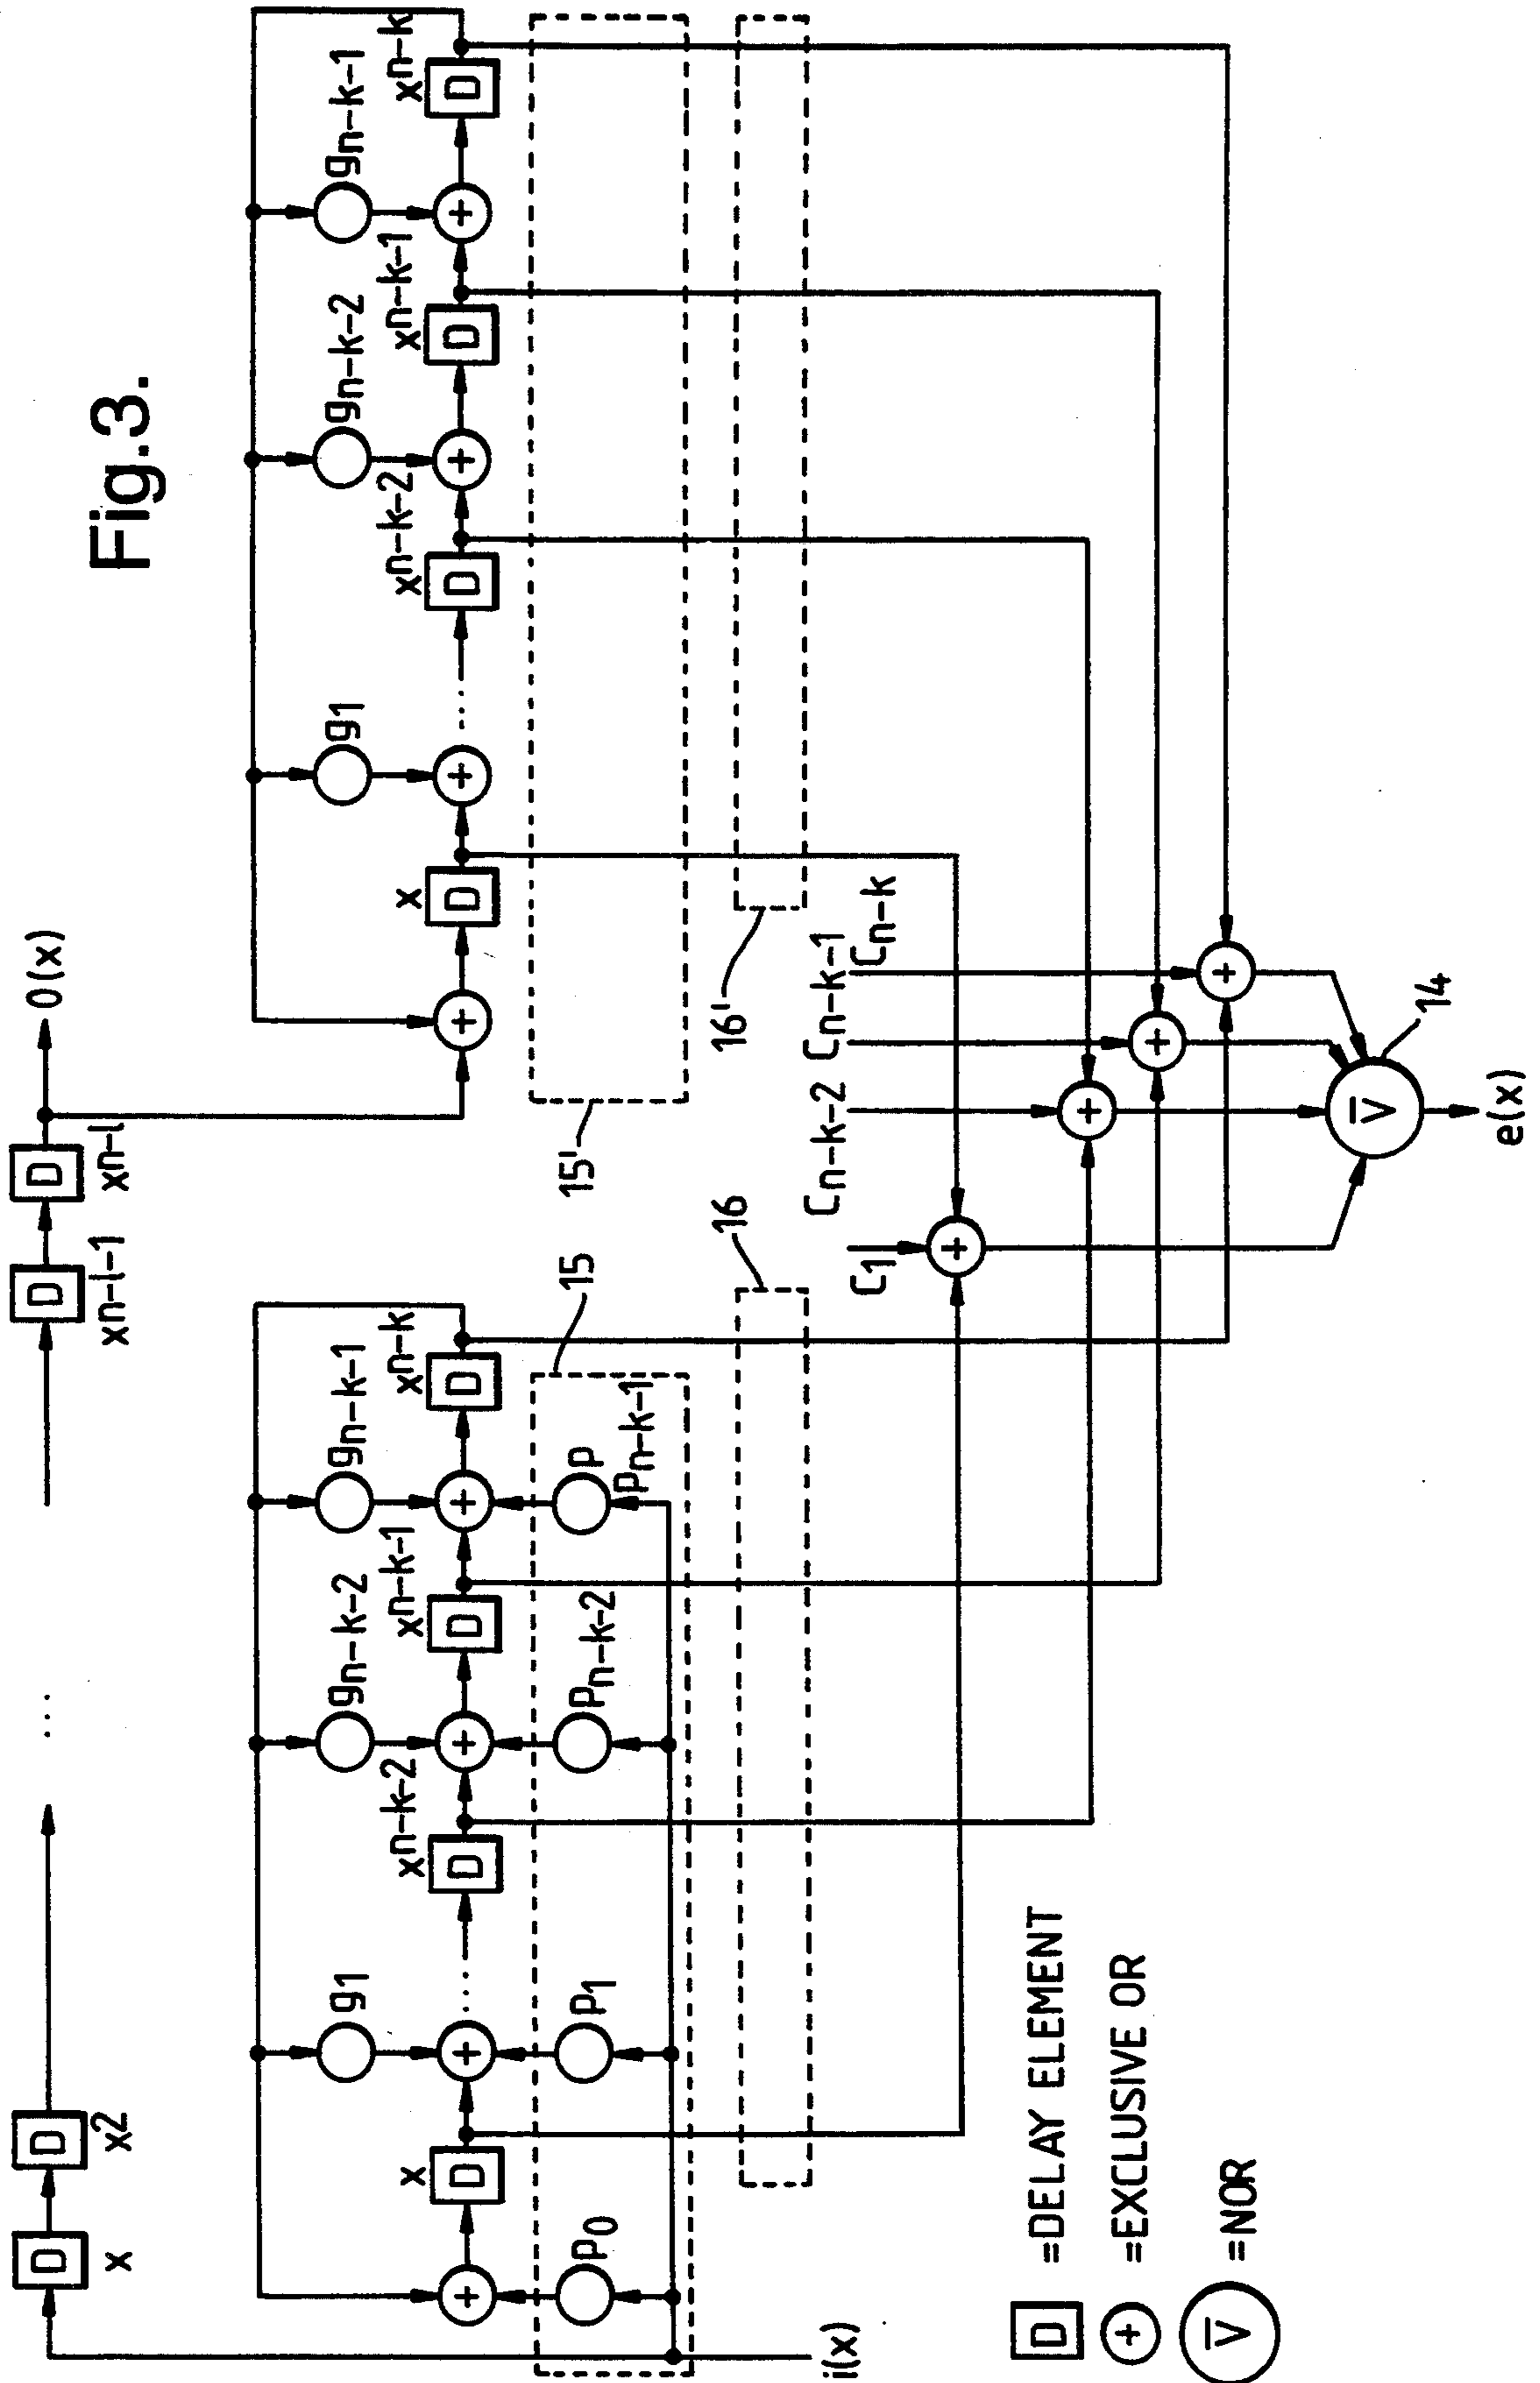 Fig.3.
x
x2
...
xn-l-1
xn-l
0(x)
D
D
D
D
g1
gn-k-2
gn-k-1
g1
gn-k-2
gn-k-1
x
xn-k-2
xn-k-1
xn-k
x
xn-k-2
xn-k-1
xn-k
+
D
+
....
D
+
D
+
D
+
D
+
....
D
+
D
+
D
P0
P1
Pn-k-2
P
Pn-k-1
15
15'
16
16'
i(x)
C1
Cn-k-2
Cn-k-1
Cn-k
+
+
+
+
V̅
14
e(x)
D =DELAY ELEMENT
+ =EXCLUSIVE OR
V̅ =NOR